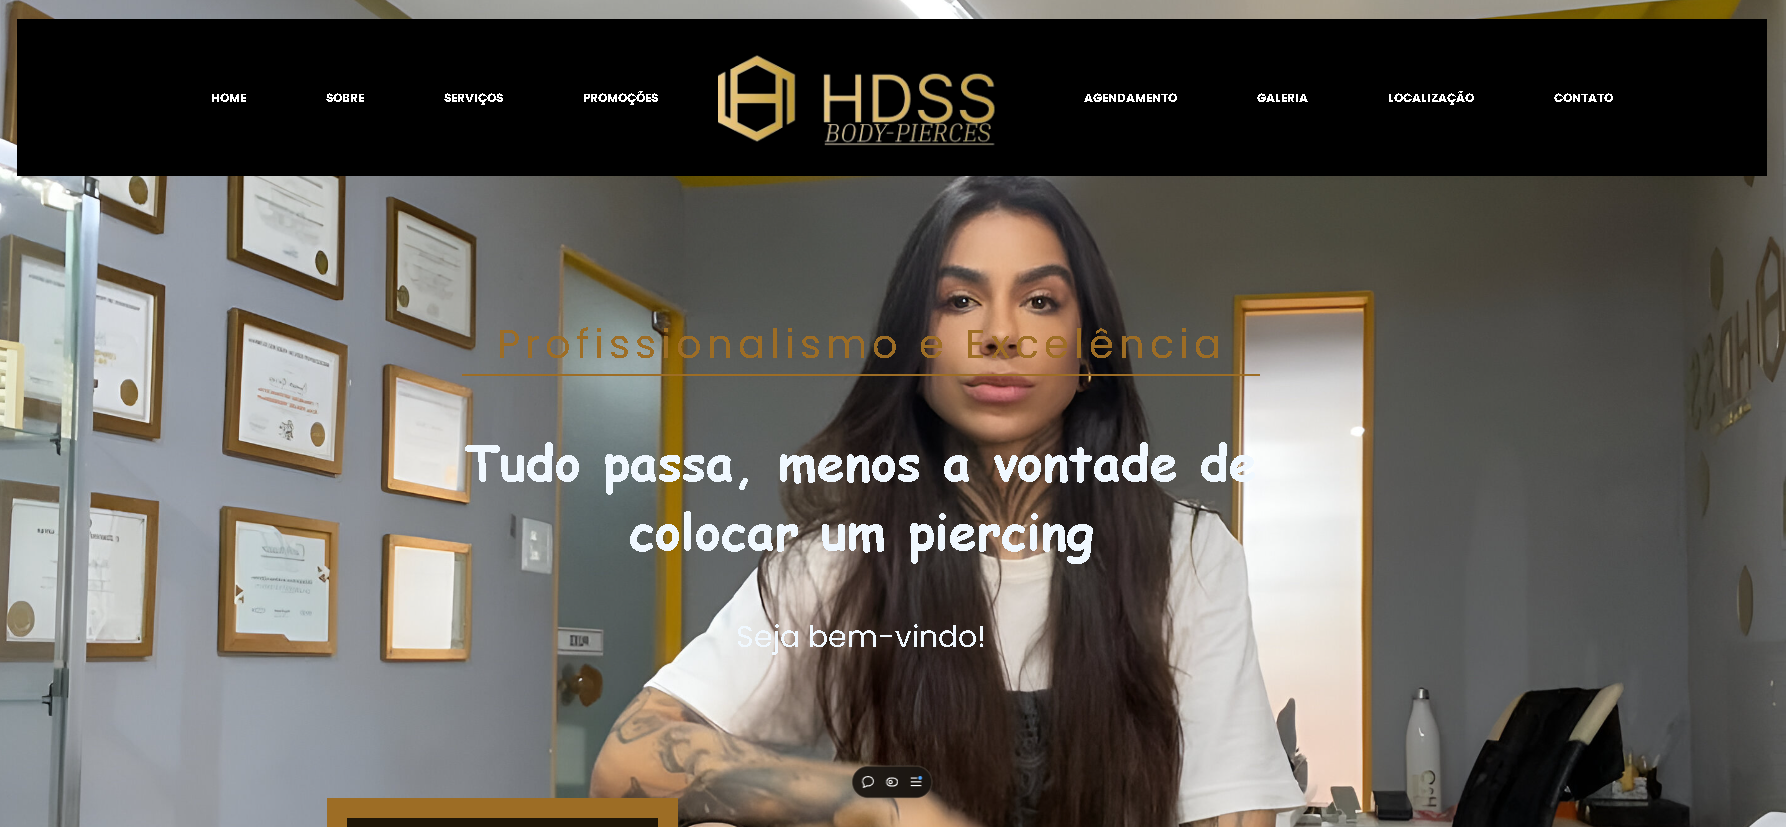 HOME
SOBRE
SERVIÇOS
PROMOÇÕES
HDSS
BODY-PIERCES
AGENDAMENTO
GALERIA
LOCALIZAÇÃO
CONTATO
Profissionalismo e Excelência
Tudo passa, menos a vontade de
colocar um piercing
Seja bem-vindo!